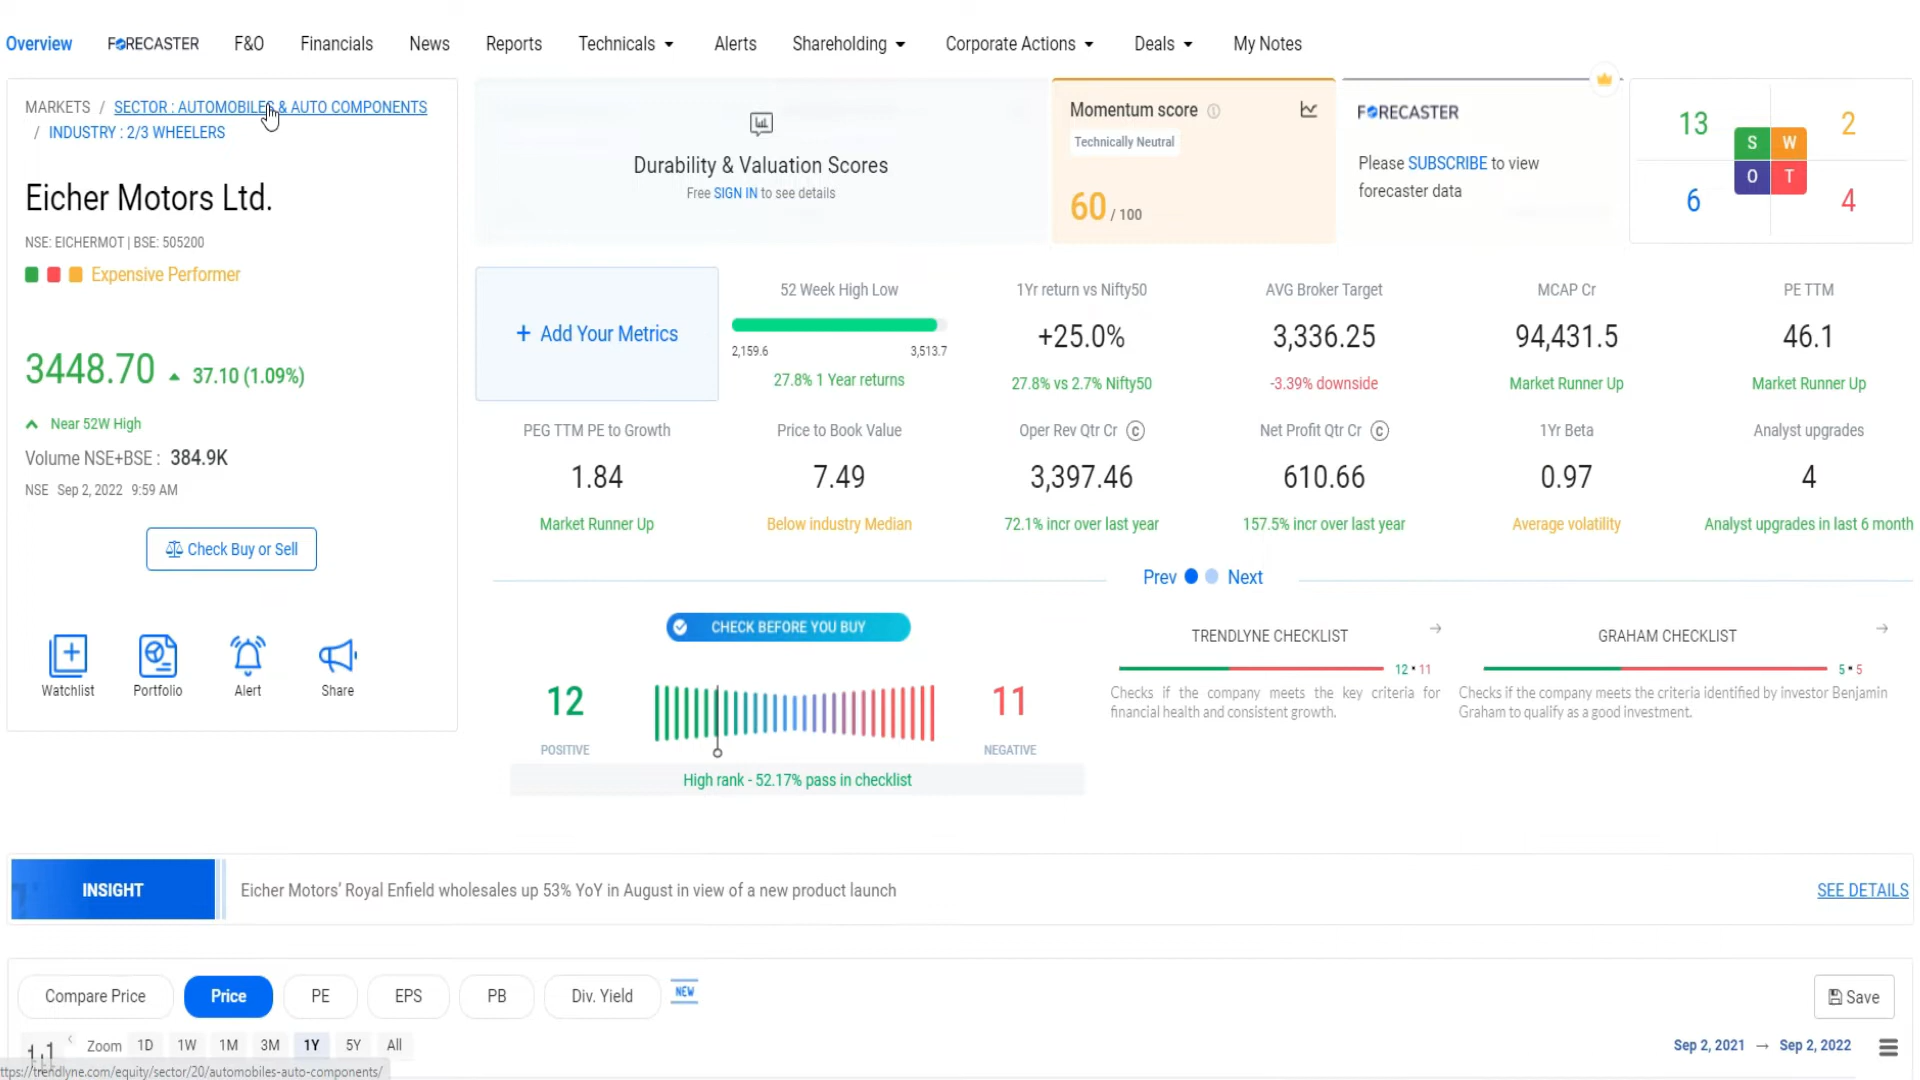 Overview FORECASTER F&O Financials News Reports Technicals Alerts Shareholding Corporate Actions Deals My Notes
MARKETS / SECTOR : AUTOMOBILES & AUTO COMPONENTS
/ INDUSTRY : 2/3 WHEELERS
Eicher Motors Ltd.
NSE: EICHERMOT | BSE: 505200
Expensive Performer
3448.70 37.10 (1.09%)
Near 52W High
Volume NSE+BSE : 384.9K
NSE Sep 2, 2022 9:59 AM
Check Buy or Sell
Watchlist Portfolio Alert Share
Durability & Valuation Scores
Free SIGN IN to see details
Momentum score
Technically Neutral
60 / 100
FORECASTER
Please SUBSCRIBE to view
forecaster data
13 2
S W
O T
6 4
+ Add Your Metrics
52 Week High Low
2,159.6 3,513.7
27.8% 1 Year returns
1Yr return vs Nifty50
+25.0%
27.8% vs 2.7% Nifty50
AVG Broker Target
3,336.25
-3.39% downside
MCAP Cr
94,431.5
Market Runner Up
PE TTM
46.1
Market Runner Up
PEG TTM PE to Growth
1.84
Market Runner Up
Price to Book Value
7.49
Below industry Median
Oper Rev Qtr Cr C
3,397.46
72.1% incr over last year
Net Profit Qtr Cr C
610.66
157.5% incr over last year
1Yr Beta
0.97
Average volatility
Analyst upgrades
4
Analyst upgrades in last 6 month
Prev Next
CHECK BEFORE YOU BUY
12 11
POSITIVE NEGATIVE
High rank - 52.17% pass in checklist
TRENDLYNE CHECKLIST
12 11
Checks if the company meets the key criteria for
financial health and consistent growth.
GRAHAM CHECKLIST
5 5
Checks if the company meets the criteria identified by investor Benjamin
Graham to qualify as a good investment.
INSIGHT Eicher Motors' Royal Enfield wholesales up 53% YoY in August in view of a new product launch SEE DETAILS
Compare Price Price PE EPS PB Div. Yield NEW Save
Zoom 1D 1W 1M 3M 1Y 5Y All Sep 2, 2021 → Sep 2, 2022
ttps://trendlyne.com/equity/sector/20/automobiles-auto-components/